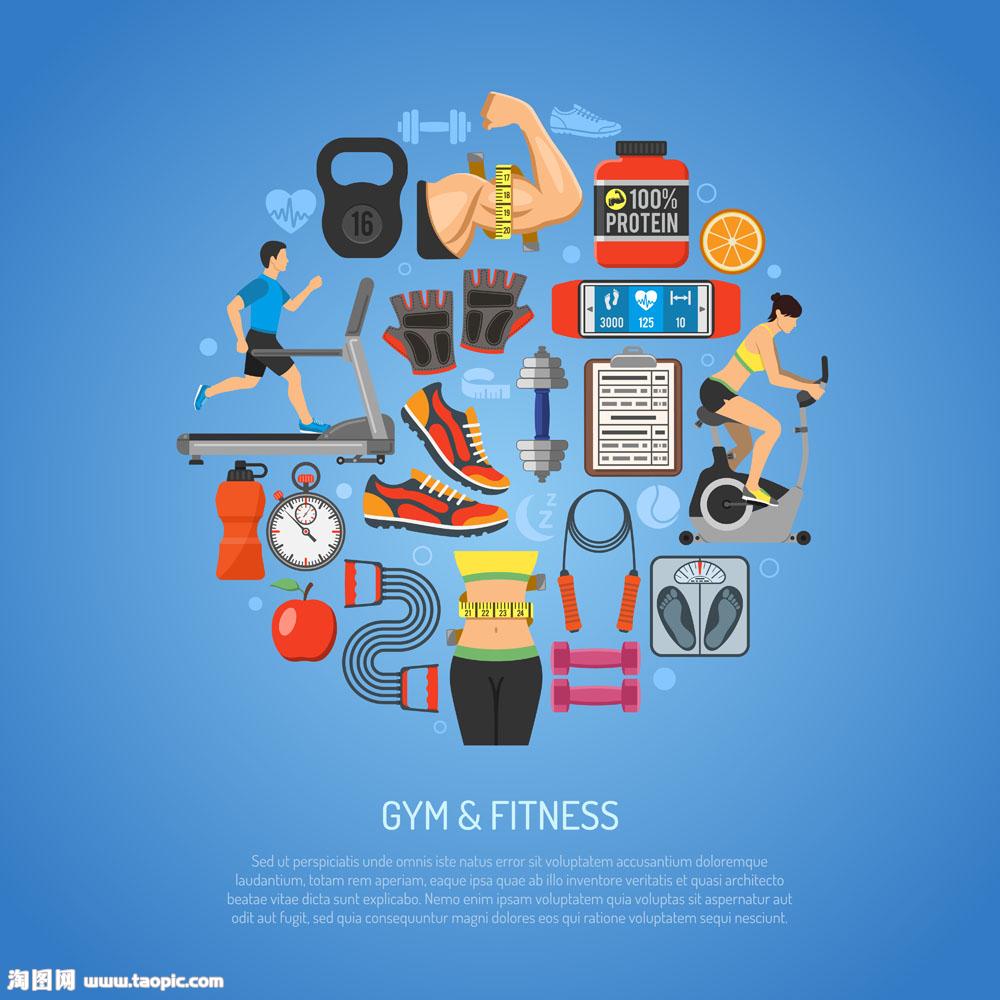 16
17
18
19
20
100%
PROTEIN
3000 125 10
Z
Z
21 22 23 24
GYM & FITNESS
Sed ut perspiciatis unde omnis iste natus error sit voluptatem accusantium doloremque
laudantium, totam rem aperiam, eaque ipsa quae ab illo inventore veritatis et quasi architecto
beatae vitae dicta sunt explicabo. Nemo enim ipsam voluptatem quia voluptas sit aspernatur aut
odit aut fugit, sed quia consequuntur magni dolores eos qui ratione voluptatem sequi nesciunt.
淘图网 www.taopic.com